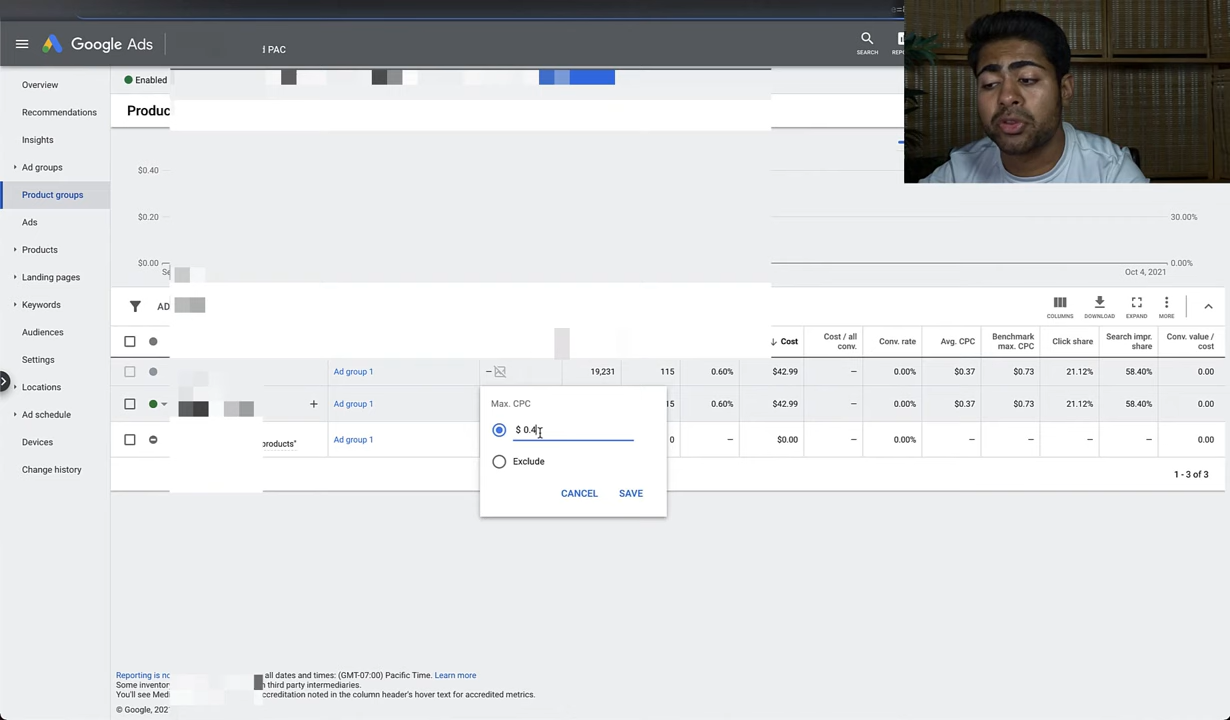 Google Ads
d PAC
SEARCH
Enabled
Overview
Recommendations
Insights
Ad groups
Product groups
Ads
Products
Landing pages
Keywords
Audiences
Settings
Locations
Ad schedule
Devices
Change history
Produc
$0.40
$0.20
$0.00
30.00%
0.00%
Oct 4, 2021
AD
COLUMNS
DOWNLOAD
EXPAND
MORE
Cost
Cost / all conv.
Conv. rate
Avg. CPC
Benchmark max. CPC
Click share
Search impr. share
Conv. value / cost
Ad group 1 — 19,231 115 0.60% $42.99 — 0.00% $0.37 $0.73 21.12% 58.40% 0.00
Ad group 1 15 0.60% $42.99 — 0.00% $0.37 $0.73 21.12% 58.40% 0.00
products" Ad group 1 0 — $0.00 — 0.00% — — — — 0.00
1 - 3 of 3
Max. CPC
$ 0.4
Exclude
CANCEL SAVE
Reporting is no all dates and times: (GMT-07:00) Pacific Time. Learn more
Some inventor third party intermediaries.
You'll see Medi ccreditation noted in the column header's hover text for accredited metrics.
© Google, 202